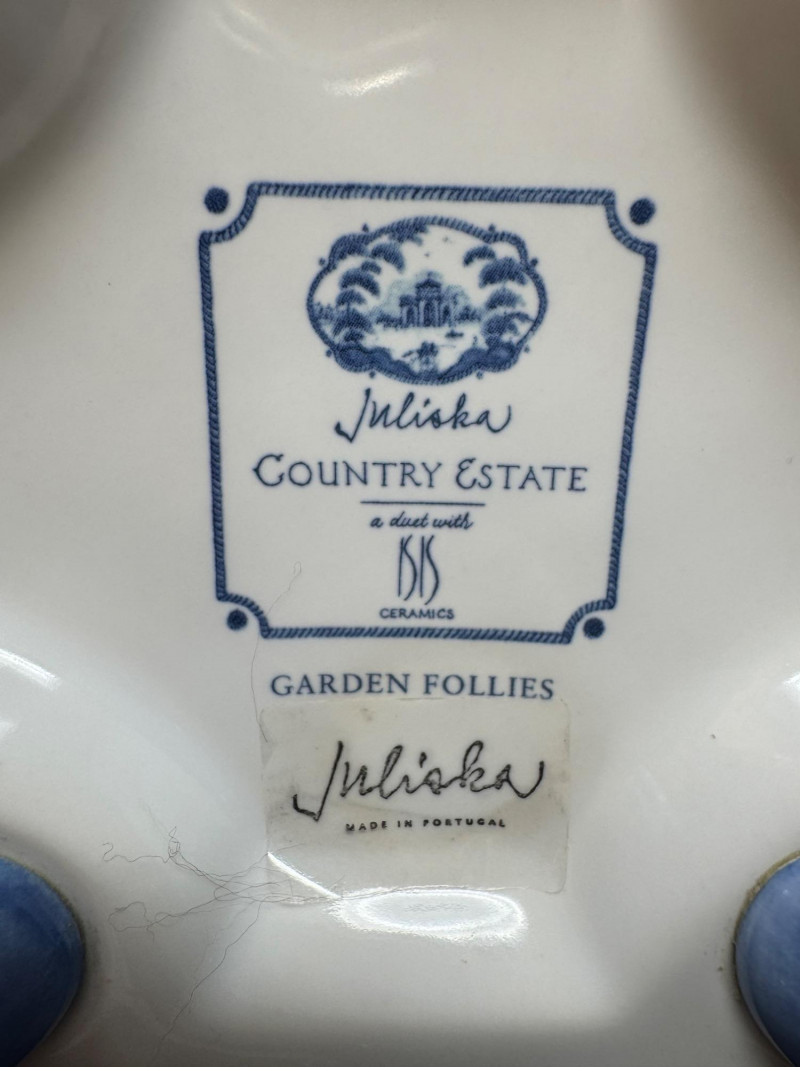 Juliska
COUNTRY ESTATE
a duet with
ISIS
CERAMICS
GARDEN FOLLIES
Juliska
MADE IN PORTUGAL